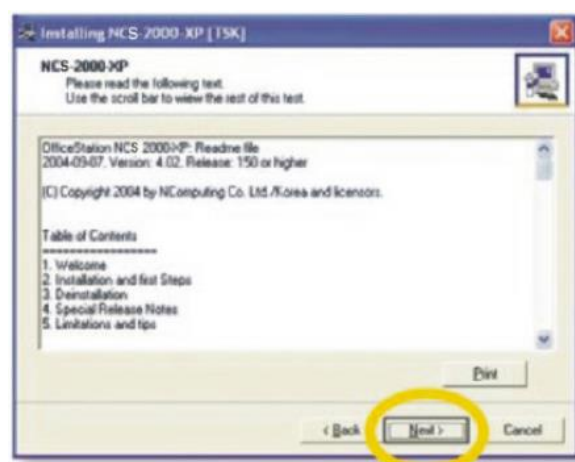 Installing NCS-2000-XP [TSK]
NCS-2000-XP
Please read the following text.
Use the scroll bar to wiew the rest of this test.
OfficeStation NCS 2000-XP: Readme file
2004-09-07. Version: 4.02. Release: 150 or higher
(C) Copyright 2004 by NComputing Co. Ltd./Korea and licensors.
Table of Contents
==================
1. Welcome
2. Installation and first Steps
3. Deinstallation
4. Special Release Notes
5. Limitations and tips
Print
< Back
Next >
Cancel